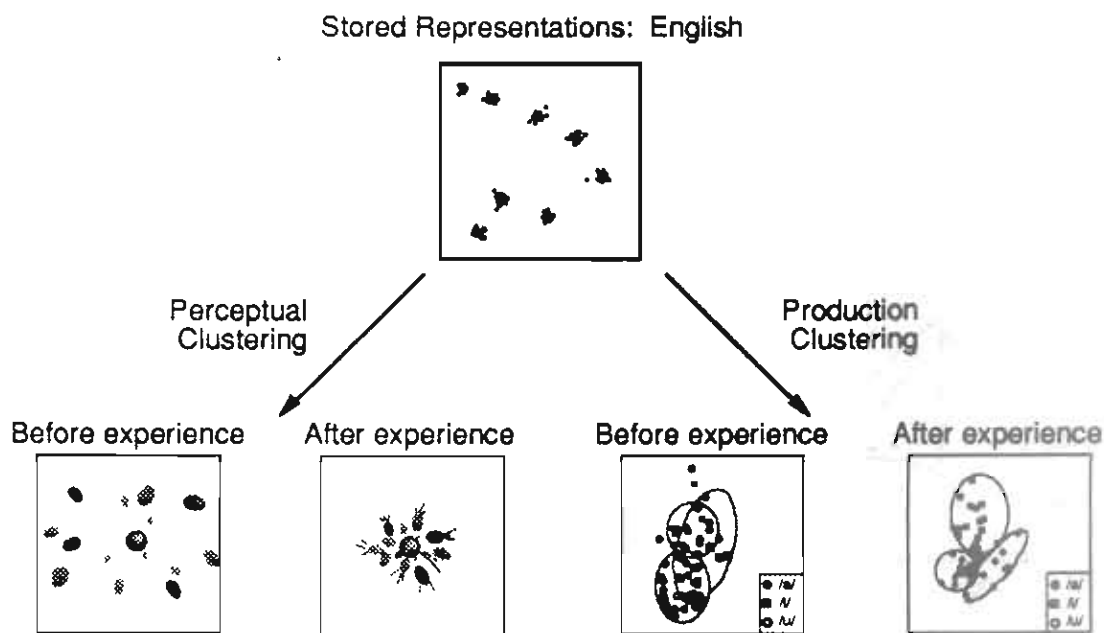 Stored Representations: English
Perceptual
Clustering
Production
Clustering
Before experience
After experience
Before experience
After experience
/a/
/i/
/u/
/a/
/i/
/u/